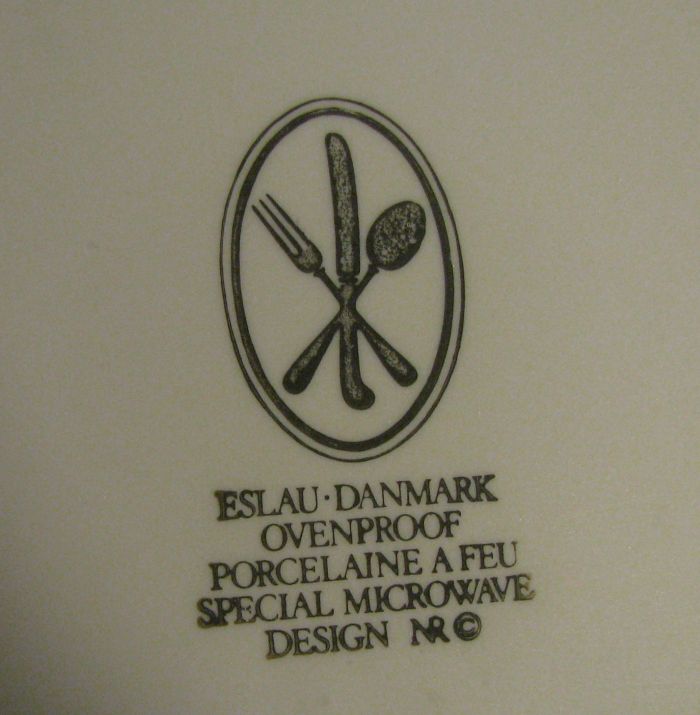 ESLAU · DANMARK
OVENPROOF
PORCELAINE A FEU
SPECIAL MICROWAVE
DESIGN NR ©